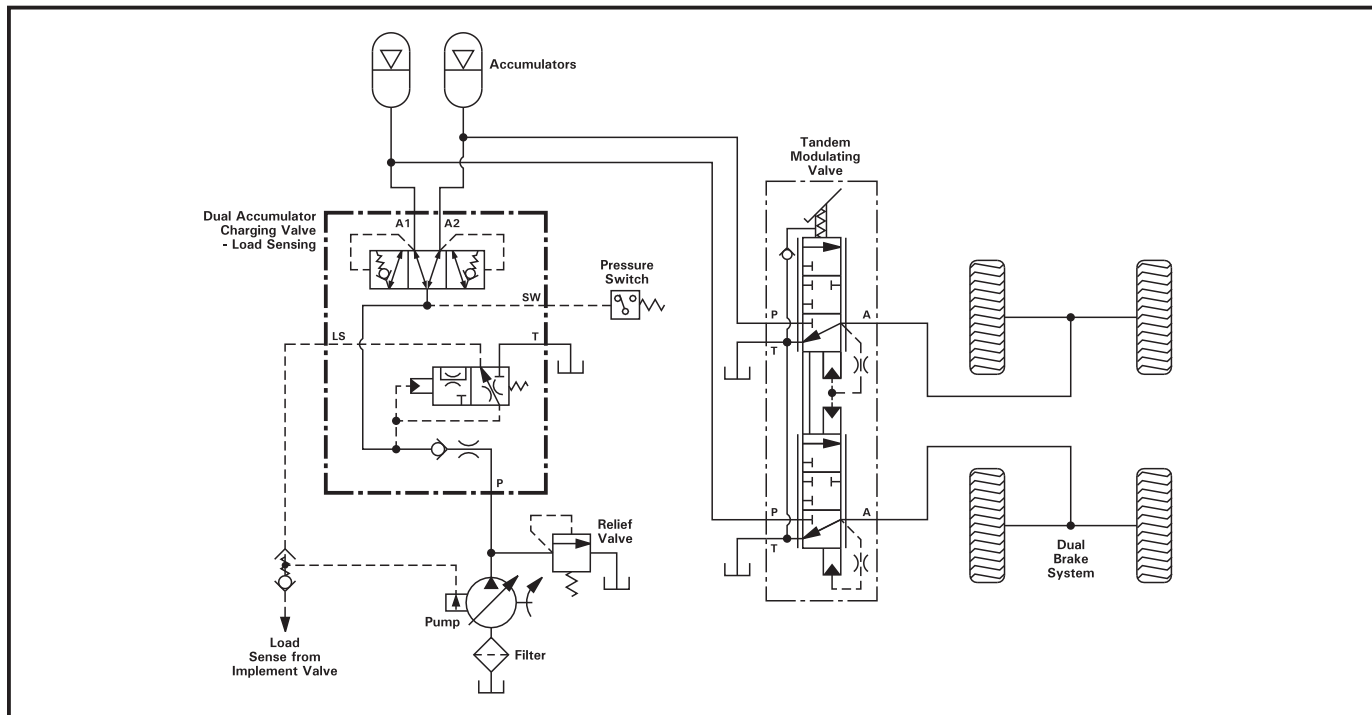 Accumulators
Tandem
Modulating
Valve
Dual Accumulator
Charging Valve
- Load Sensing
A1
A2
Pressure
Switch
SW
LS
T
P
A
T
P
P
A
T
Relief
Valve
Dual
Brake
System
Pump
Load
Sense from
Implement Valve
Filter